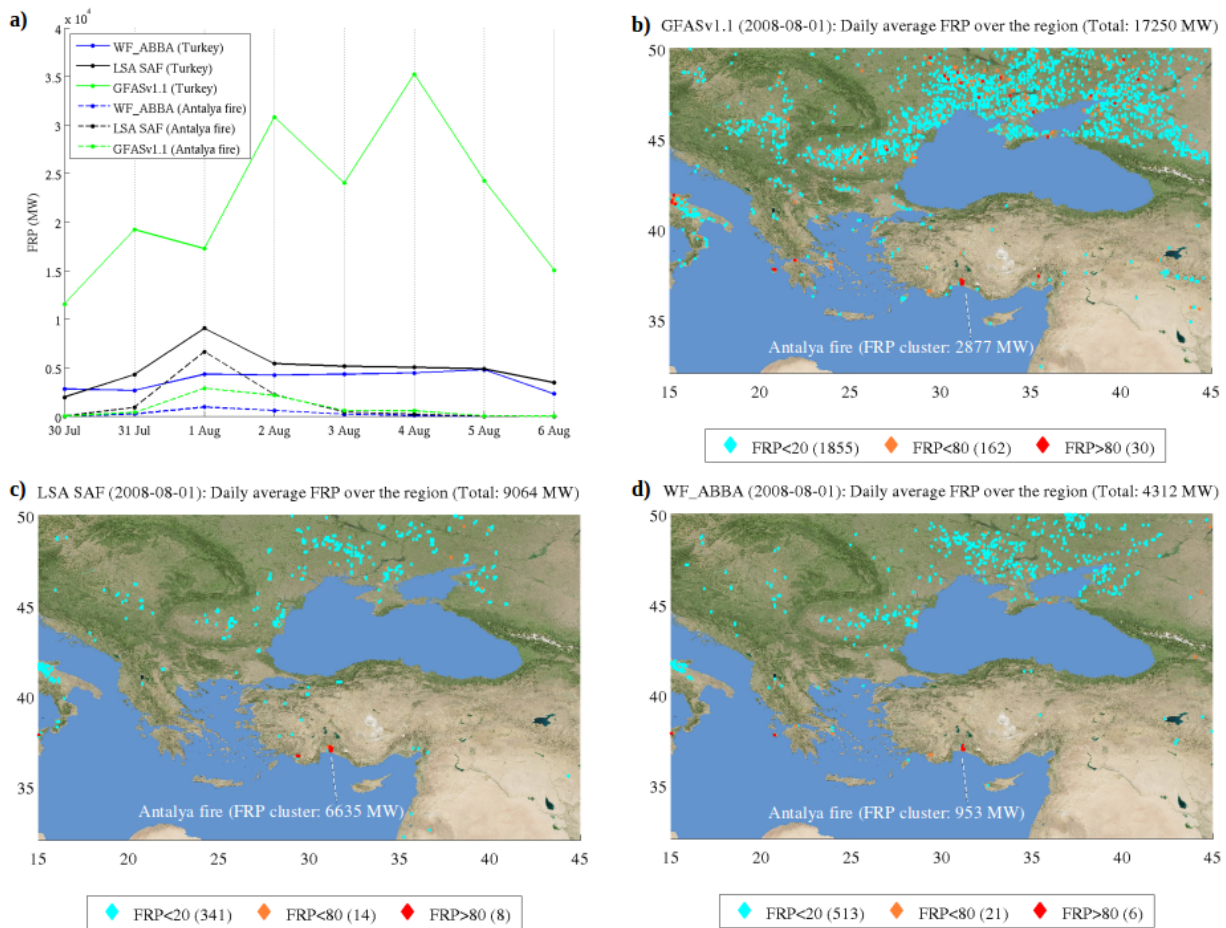 a)
x 10⁴
4
3.5
3
2.5
2
1.5
1
0.5
0
FRP (MW)
WF_ABBA (Turkey)
LSA SAF (Turkey)
GFASv1.1 (Turkey)
WF_ABBA (Antalya fire)
LSA SAF (Antalya fire)
GFASv1.1 (Antalya fire)
30 Jul 31 Jul 1 Aug 2 Aug 3 Aug 4 Aug 5 Aug 6 Aug
b) GFASv1.1 (2008-08-01): Daily average FRP over the region (Total: 17250 MW)
50
45
40
35
Antalya fire (FRP cluster: 2877 MW)
15 20 25 30 35 40 45
FRP<20 (1855) FRP<80 (162) FRP>80 (30)
c) LSA SAF (2008-08-01): Daily average FRP over the region (Total: 9064 MW)
50
45
40
35
Antalya fire (FRP cluster: 6635 MW)
15 20 25 30 35 40 45
FRP<20 (341) FRP<80 (14) FRP>80 (8)
d) WF_ABBA (2008-08-01): Daily average FRP over the region (Total: 4312 MW)
50
45
40
35
Antalya fire (FRP cluster: 953 MW)
15 20 25 30 35 40 45
FRP<20 (513) FRP<80 (21) FRP>80 (6)